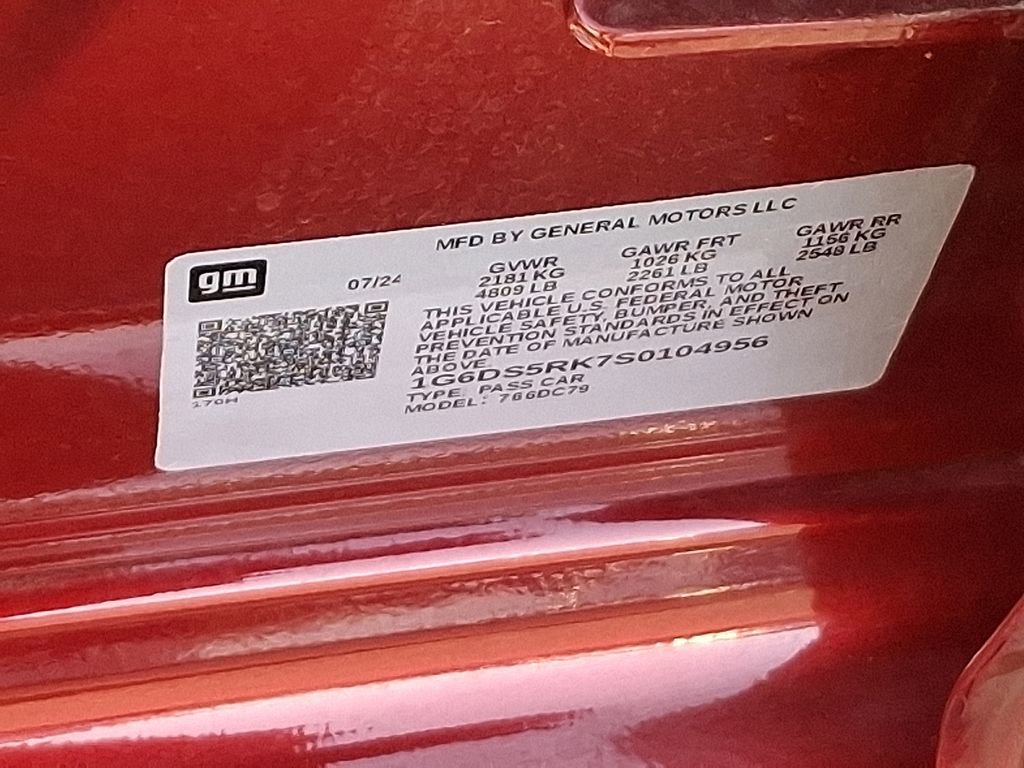 MFD BY GENERAL MOTORS LLC
gm
07/24
GVWR
2181 KG
4809 LB
GAWR FRT
1026 KG
2261 LB
GAWR RR
1156 KG
2548 LB
THIS VEHICLE CONFORMS TO ALL
APPLICABLE U.S. FEDERAL MOTOR
VEHICLE SAFETY, BUMPER, AND THEFT
PREVENTION STANDARDS IN EFFECT ON
THE DATE OF MANUFACTURE SHOWN
ABOVE.
1G6DS5RK7S0104956
TYPE: PASS CAR
MODEL: 766DC79
170H